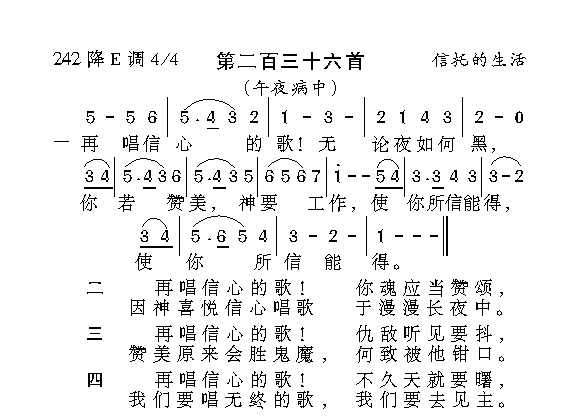 242 降 E 调 4/4 第二百三十六首 信托的生活
（午夜病中）
5 - 5 6 | 5 . 4 3 2 | 1 - 3 - | 2 1 4 3 | 2 - 0
一 再 唱信 心 的 歌！无 论夜如何 黑，
3 4 | 5 . 4 3 6 | 5 . 4 3 5 | 6 5 6 7 | i - - 5 4 | 3 . 3 4 3 | 3 - 2
你 若 赞美，神要 工作，使 你所信能得，
3 4 | 5 . 6 5 4 | 3 - 2 - | 1 - - - ‖
使 你 所 信 能 得。
二 再唱信心的歌！ 你魂应当赞颂，
因神喜悦信心唱歌 于漫漫长夜中。
三 再唱信心的歌！ 仇敌听见要抖，
赞美原来会胜鬼魔， 何致被他钳口。
四 再唱信心的歌！ 不久天就要曙，
我们要唱无终的歌， 我们要去见主。